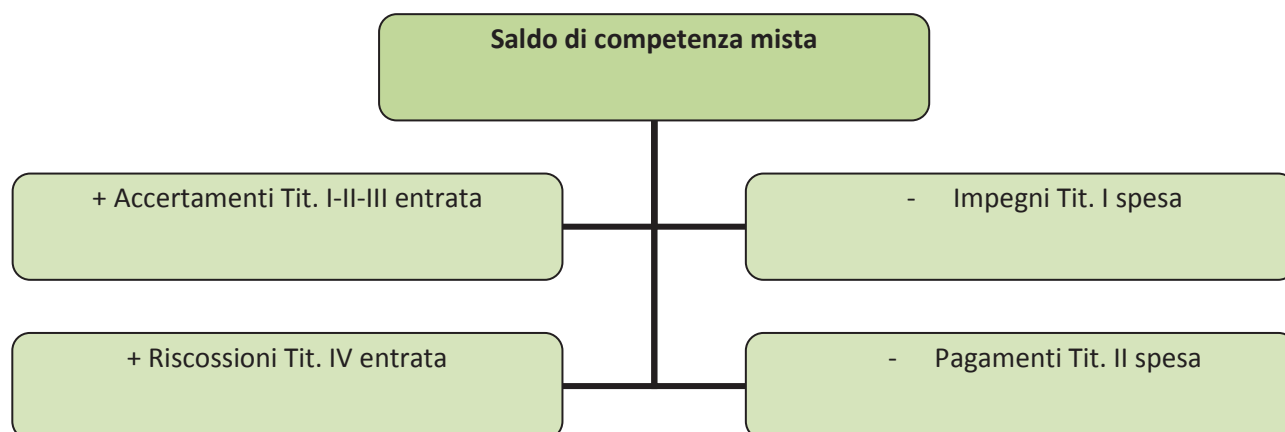 Saldo di competenza mista
+ Accertamenti Tit. I-II-III entrata
- Impegni Tit. I spesa
+ Riscossioni Tit. IV entrata
- Pagamenti Tit. II spesa